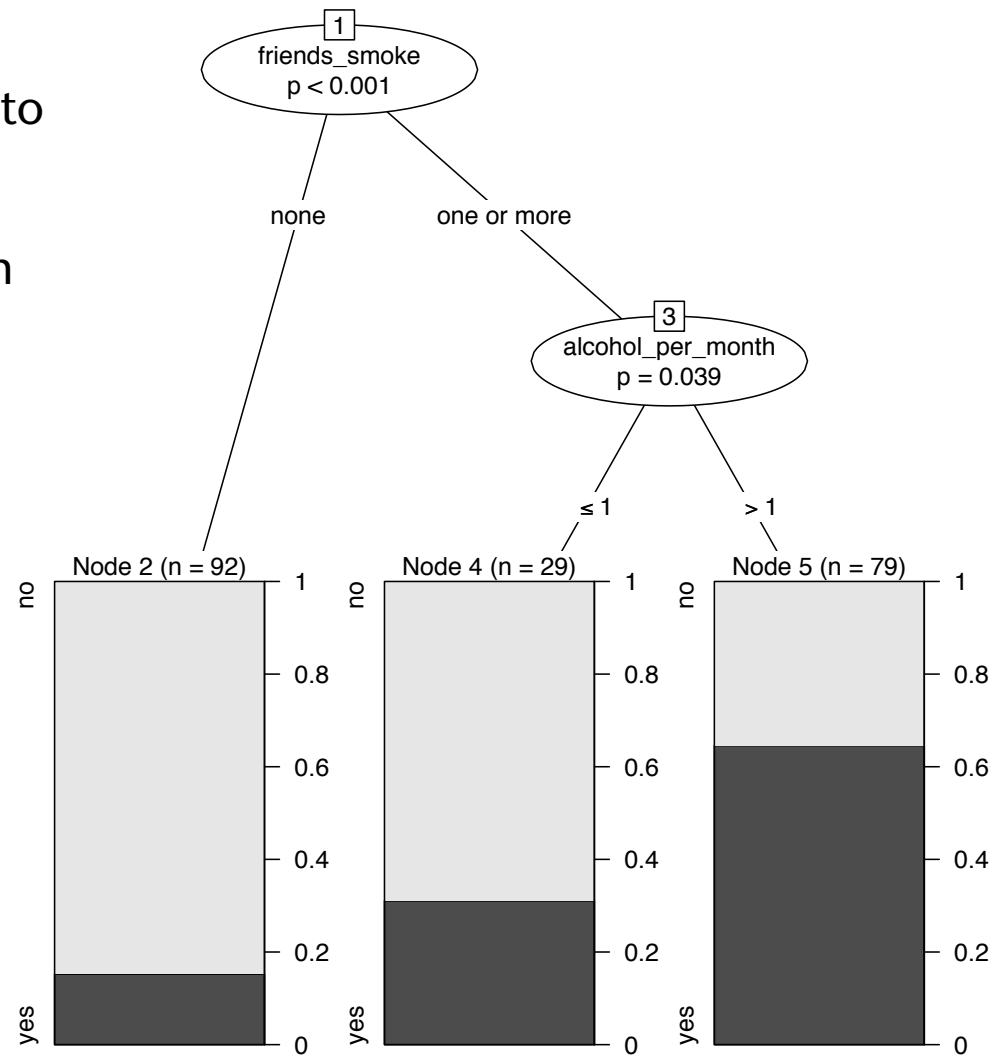 1
friends_smoke
p < 0.001
to
none
one or more
n
3
alcohol_per_month
p = 0.039
≤ 1
> 1
Node 2 (n = 92)
no
yes
1
0.8
0.6
0.4
0.2
0
Node 4 (n = 29)
no
yes
1
0.8
0.6
0.4
0.2
0
Node 5 (n = 79)
no
yes
1
0.8
0.6
0.4
0.2
0